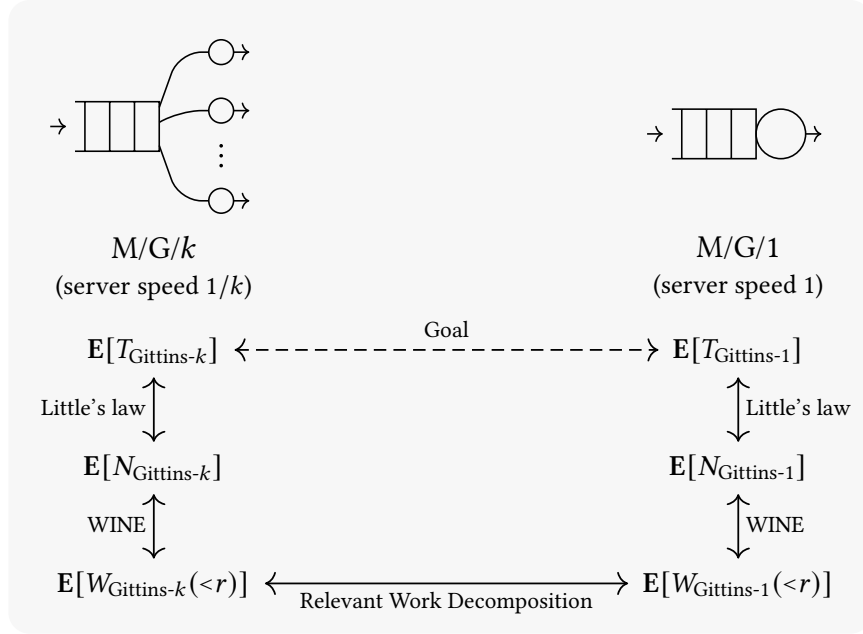 M/G/k M/G/1
(server speed 1/k) (server speed 1)
E[T_Gittins-k] Goal E[T_Gittins-1]
Little's law Little's law
E[N_Gittins-k] E[N_Gittins-1]
WINE WINE
E[W_Gittins-k(<r)] E[W_Gittins-1(<r)]
Relevant Work Decomposition